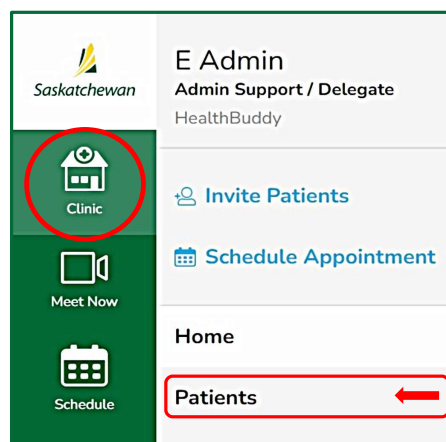 Saskatchewan
Clinic
Meet Now
Schedule
E Admin
Admin Support / Delegate
HealthBuddy
Invite Patients
Schedule Appointment
Home
Patients